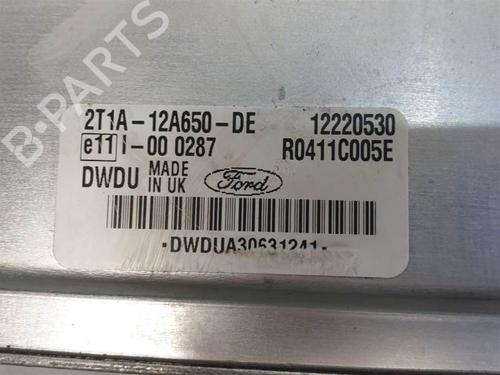 B-PARTS
2T1A-12A650-DE 12220530
e11 I-00 0287 R0411C005E
DWDU MADE IN UK Ford
·DWDUA30631241·